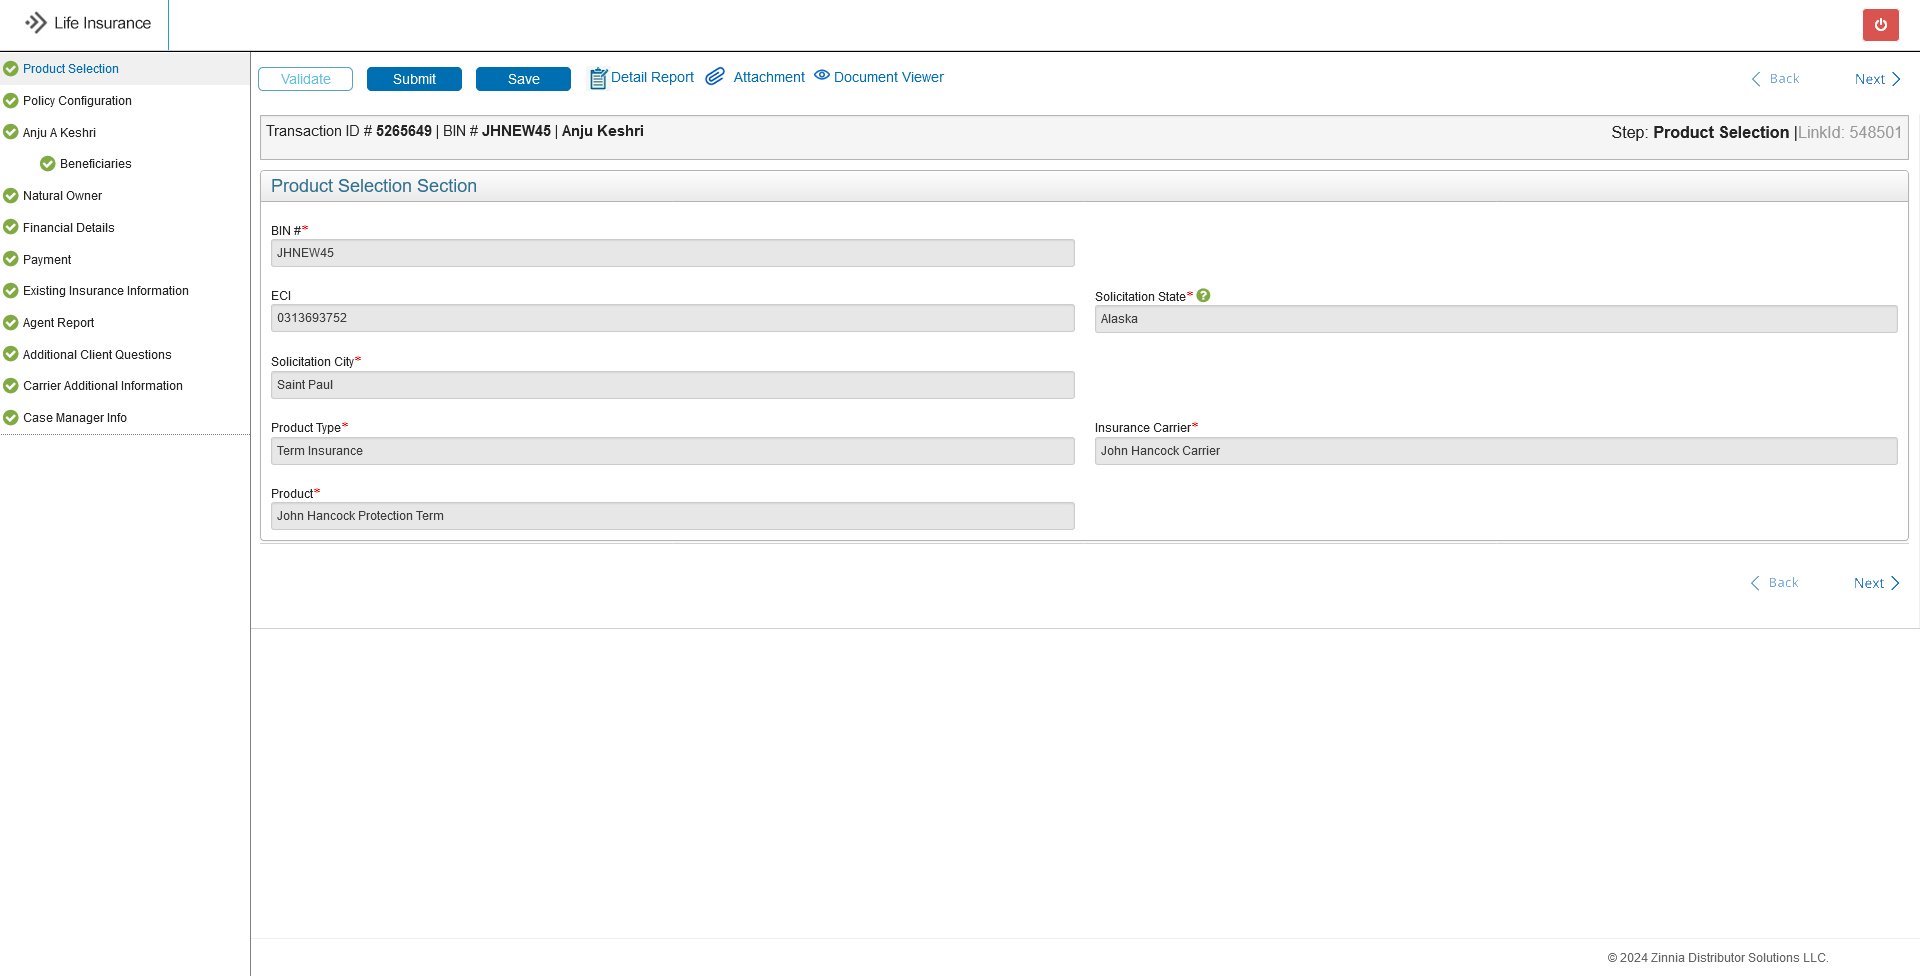 Life Insurance
Product Selection
Policy Configuration
Anju A Keshri
Beneficiaries
Natural Owner
Financial Details
Payment
Existing Insurance Information
Agent Report
Additional Client Questions
Carrier Additional Information
Case Manager Info
Validate Submit Save Detail Report Attachment Document Viewer Back Next
Transaction ID # 5265649 | BIN # JHNEW45 | Anju Keshri Step: Product Selection |LinkId: 548501
Product Selection Section
BIN #*
JHNEW45
ECI Solicitation State* ?
0313693752 Alaska
Solicitation City*
Saint Paul
Product Type* Insurance Carrier*
Term Insurance John Hancock Carrier
Product*
John Hancock Protection Term
Back Next
© 2024 Zinnia Distributor Solutions LLC.